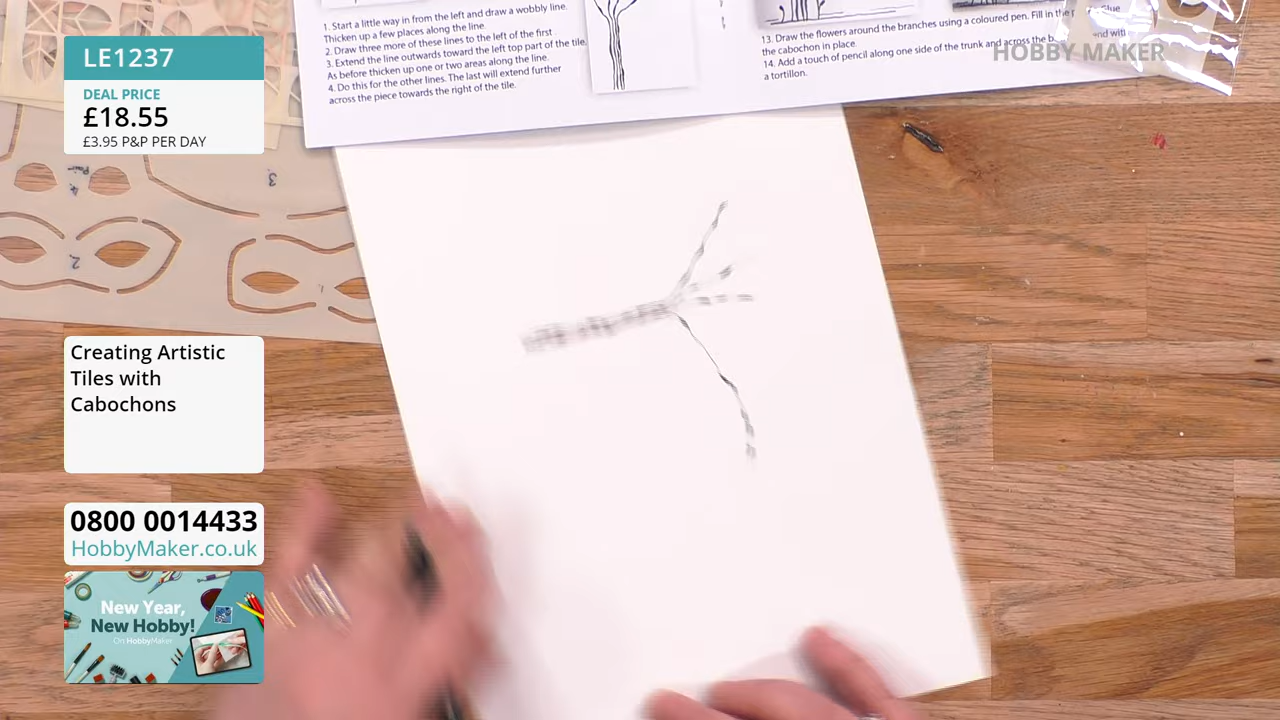 LE1237
DEAL PRICE
£18.55
£3.95 P&P PER DAY
Creating Artistic
Tiles with
Cabochons
0800 0014433
HobbyMaker.co.uk
New Year,
New Hobby!
On HobbyMaker
1. Start a little way in from the left and draw a wobbly line.
Thicken up a few places along the line
2. Draw three more of these lines to the left of the first
3. Extend the line outwards toward the left top part of the tile.
As before thicken up one or two areas along the line.
4. Do this for the other lines. The last will extend further
across the piece towards the right of the tile.
13. Draw the flowers around the branches using a coloured pen. Fill in the
the cabochon in place.
14. Add a touch of pencil along one side of the trunk and across the
a tortillon.
HOBBY MAKER
3
2